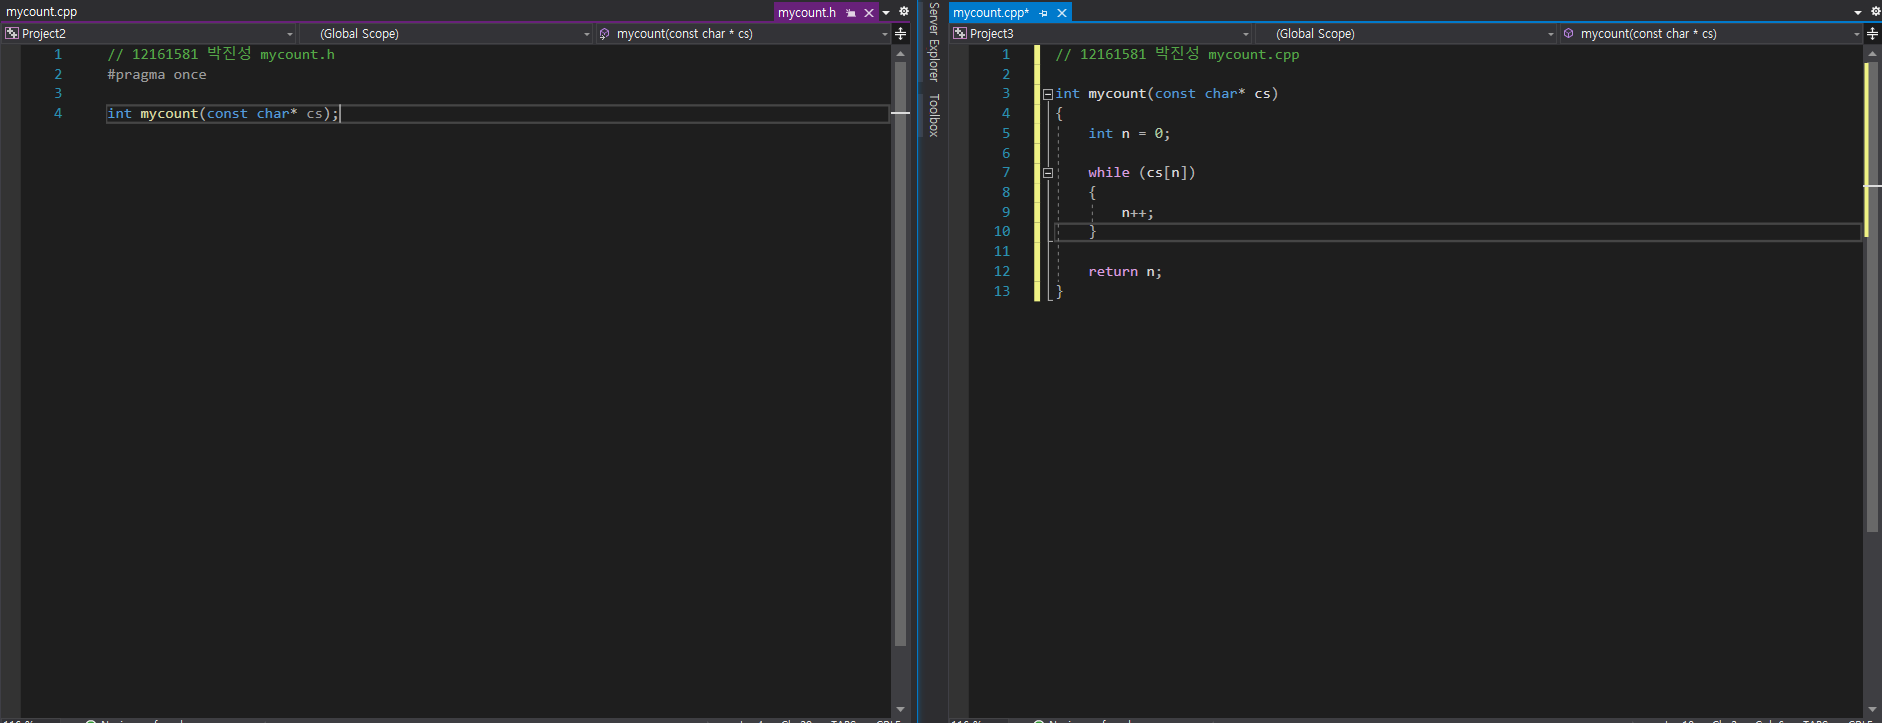 mycount.cpp
mycount.h
Project2
(Global Scope)
mycount(const char * cs)
1 // 12161581 박진성 mycount.h
2 #pragma once
3
4 int mycount(const char* cs);
Server Explorer
Toolbox
mycount.cpp*
Project3
(Global Scope)
mycount(const char * cs)
1 // 12161581 박진성 mycount.cpp
2
3 int mycount(const char* cs)
4 {
5 int n = 0;
6
7 while (cs[n])
8 {
9 n++;
10 }
11
12 return n;
13 }